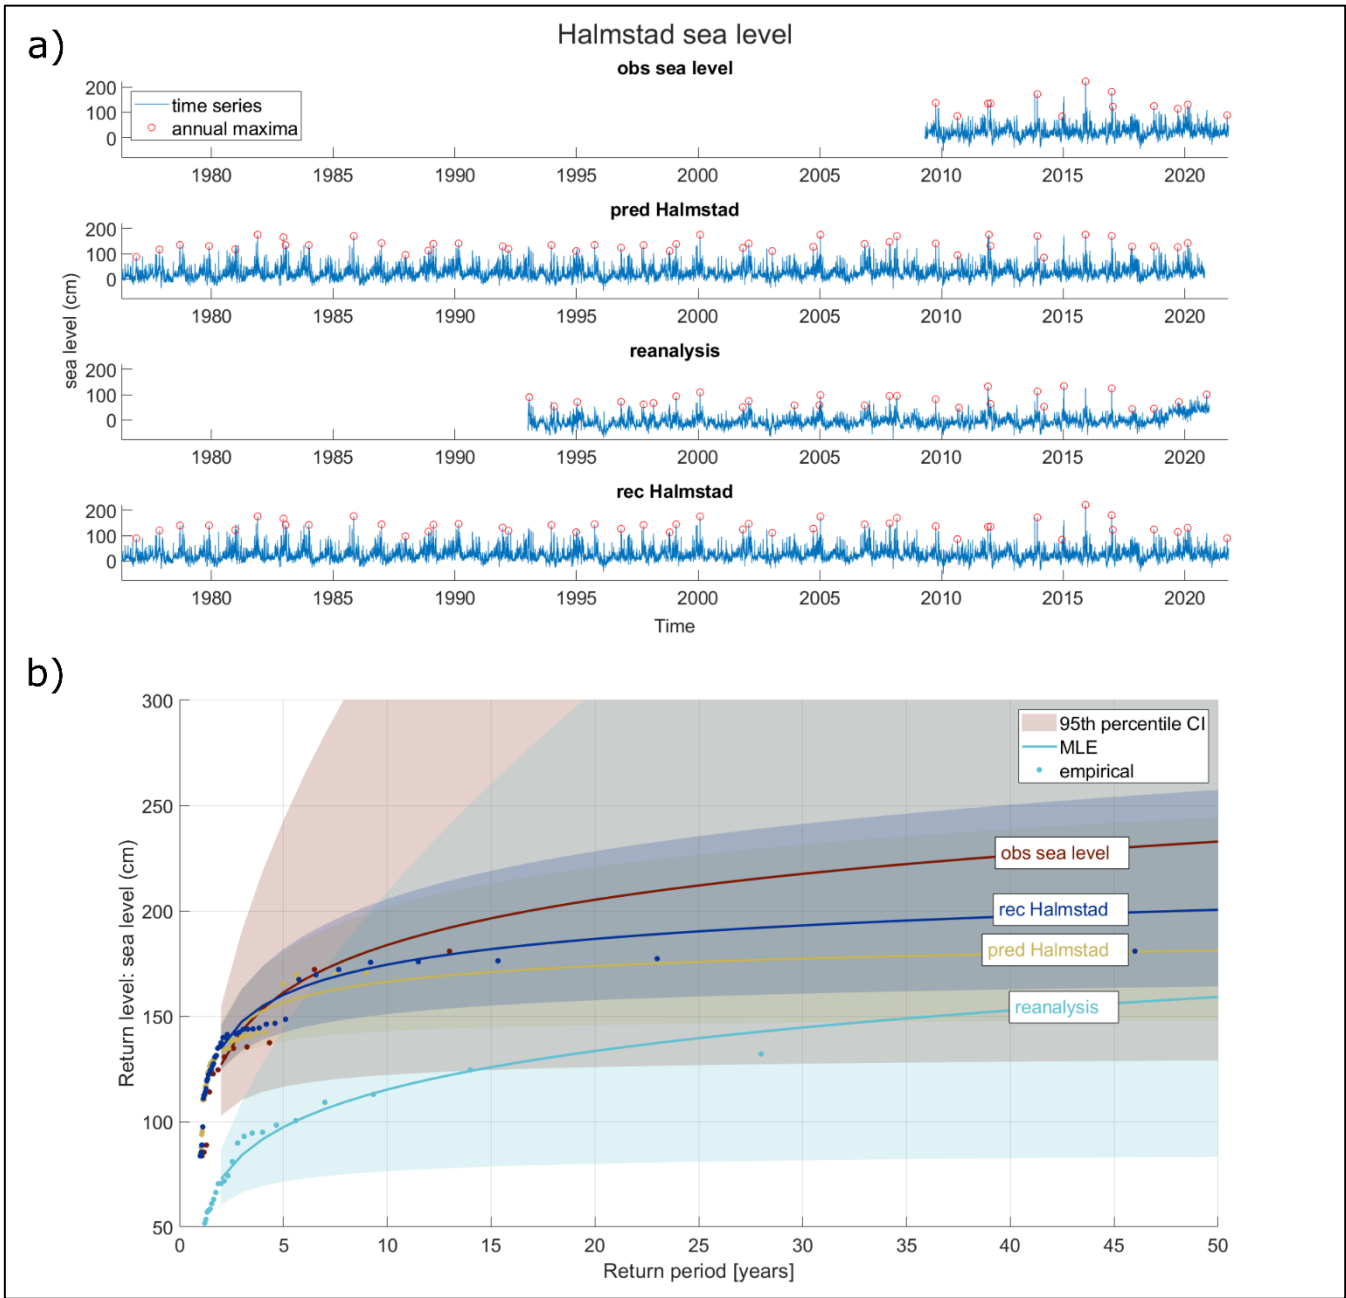 a)
Halmstad sea level
obs sea level
200
100
0
time series
annual maxima
1980 1985 1990 1995 2000 2005 2010 2015 2020
pred Halmstad
200
100
0
1980 1985 1990 1995 2000 2005 2010 2015 2020
sea level (cm)
reanalysis
200
100
0
1980 1985 1990 1995 2000 2005 2010 2015 2020
rec Halmstad
200
100
0
1980 1985 1990 1995 2000 2005 2010 2015 2020
Time
b)
300
250
200
150
100
50
Return level: sea level (cm)
95th percentile CI
MLE
empirical
obs sea level
rec Halmstad
pred Halmstad
reanalysis
0 5 10 15 20 25 30 35 40 45 50
Return period [years]